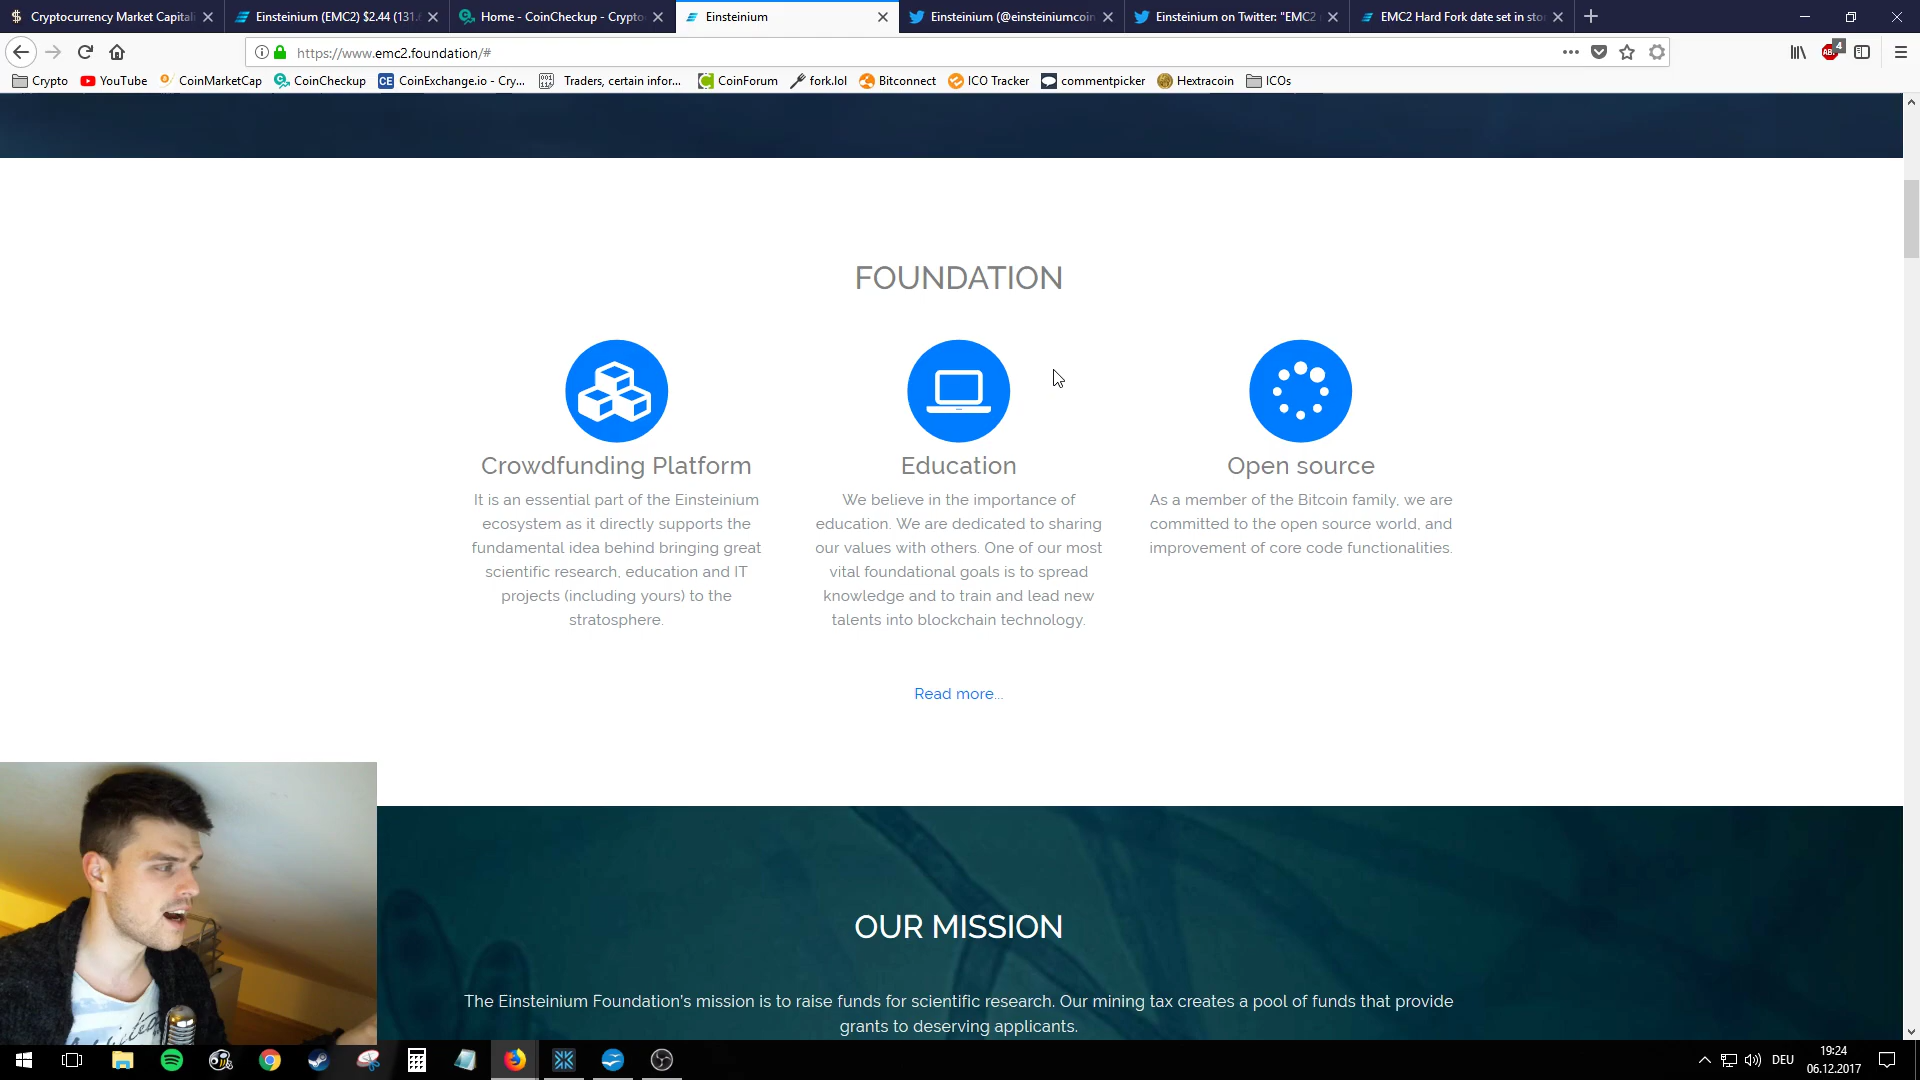 Cryptocurrency Market Capital
Einsteinium (EMC2) $2.44 (131.
Home - CoinCheckup - Crypto
Einsteinium
Einsteinium (@einsteiniumcoin
Einsteinium on Twitter: "EMC2
EMC2 Hard Fork date set in sto
https://www.emc2.foundation/#
4
Crypto
YouTube
CoinMarketCap
CoinCheckup
CE CoinExchange.io - Cry...
Traders, certain infor...
CoinForum
fork.lol
Bitconnect
ICO Tracker
commentpicker
Hextracoin
ICOs
FOUNDATION
Crowdfunding Platform
It is an essential part of the Einsteinium
ecosystem as it directly supports the
fundamental idea behind bringing great
scientific research, education and IT
projects (including yours) to the
stratosphere.
Education
We believe in the importance of
education. We are dedicated to sharing
our values with others. One of our most
vital foundational goals is to spread
knowledge and to train and lead new
talents into blockchain technology.
Open source
As a member of the Bitcoin family, we are
committed to the open source world, and
improvement of core code functionalities.
Read more...
OUR MISSION
The Einsteinium Foundation's mission is to raise funds for scientific research. Our mining tax creates a pool of funds that provide
grants to deserving applicants.
DEU
19:24
06.12.2017